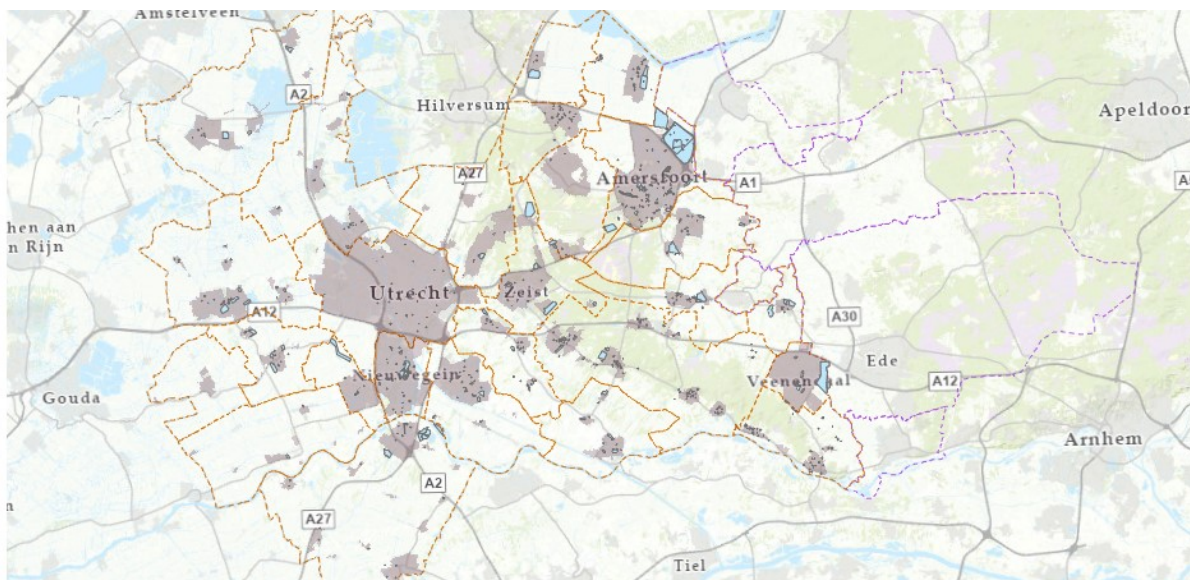 Amstelveen
A2
Hilversum
Apeldoor
A27
Amersfoort
A1
A
hen aan
n Rijn
Utrecht
Zeist
A12
A30
Nieuwegein
Ede
Veenendaal
A12
Gouda
Arnhem
A2
n
A27
Tiel